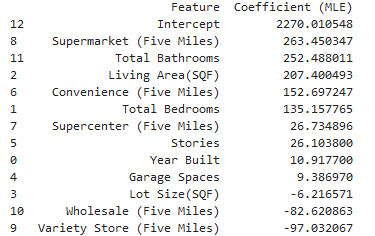 Feature Coefficient (MLE)
12 Intercept 2270.010548
8 Supermarket (Five Miles) 263.450347
11 Total Bathrooms 252.488011
2 Living Area(SQF) 207.400493
6 Convenience (Five Miles) 152.697247
1 Total Bedrooms 135.157765
7 Supercenter (Five Miles) 26.734896
5 Stories 26.103800
0 Year Built 10.917700
4 Garage Spaces 9.386970
3 Lot Size(SQF) -6.216571
10 Wholesale (Five Miles) -82.620863
9 Variety Store (Five Miles) -97.032067